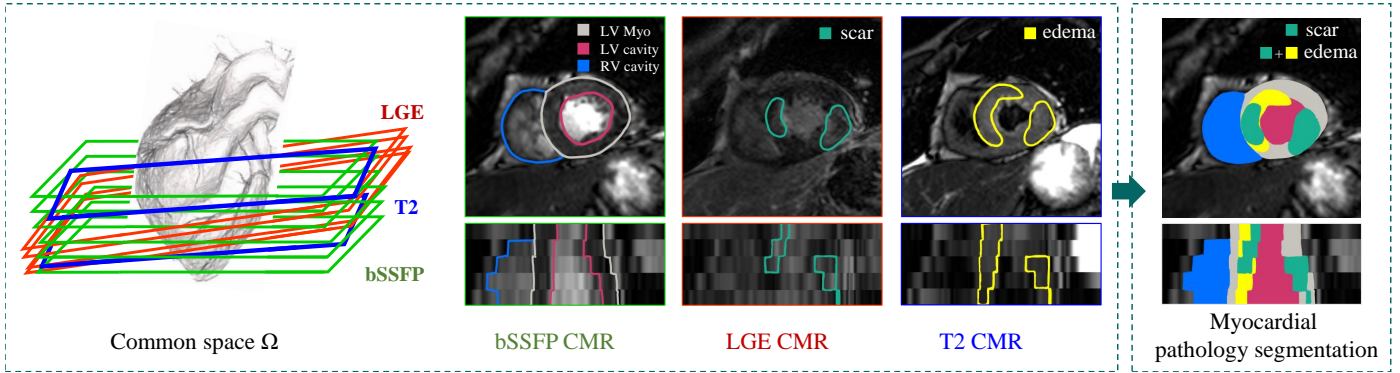 LGE
T2
bSSFP
Common space Ω
LV Myo
LV cavity
RV cavity
bSSFP CMR
scar
LGE CMR
edema
T2 CMR
scar
+ edema
Myocardial
pathology segmentation